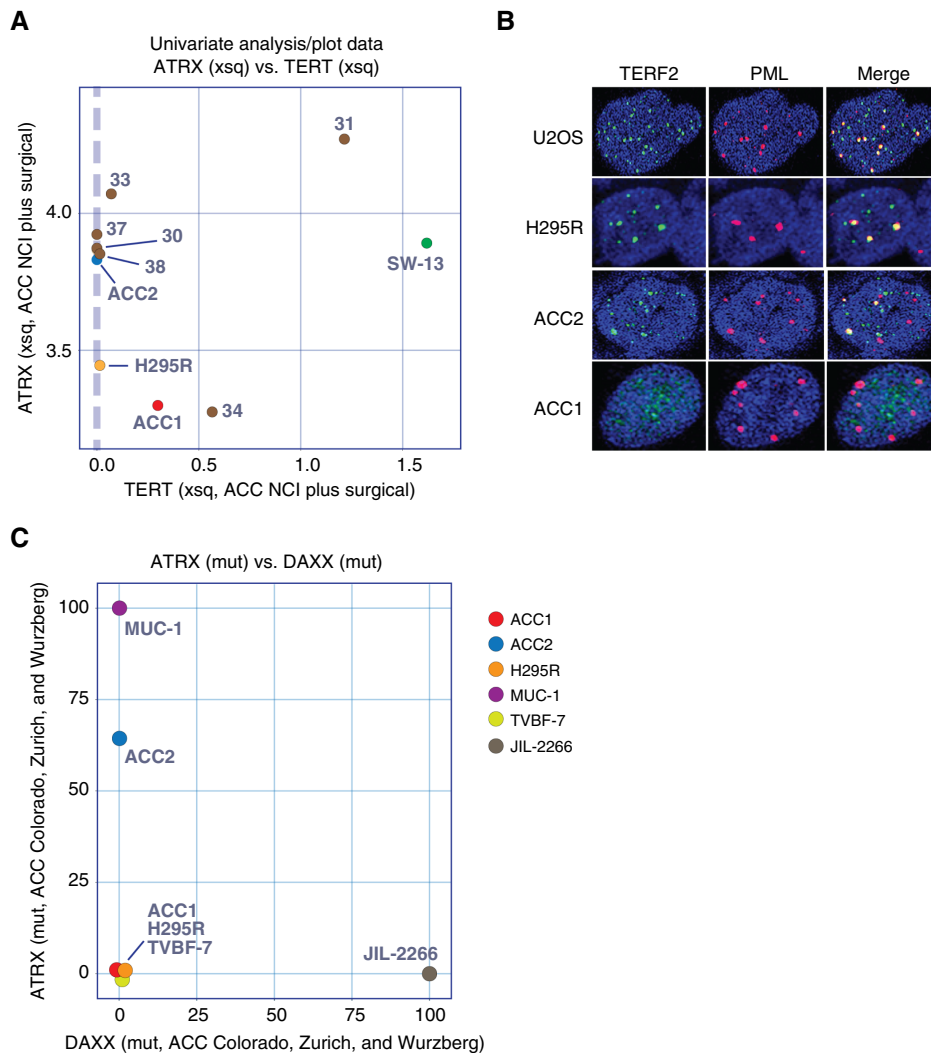 A
Univariate analysis/plot data
ATRX (xsq) vs. TERT (xsq)
ATRX (xsq, ACC NCI plus surgical)
4.0
3.5
31
33
37
30
38
ACC2
SW-13
H295R
ACC1
34
0.0
0.5
1.0
1.5
TERT (xsq, ACC NCI plus surgical)
B
TERF2
PML
Merge
U2OS
H295R
ACC2
ACC1
C
ATRX (mut) vs. DAXX (mut)
ATRX (mut, ACC Colorado, Zurich, and Wurzberg)
100
75
50
25
0
MUC-1
ACC2
ACC1
H295R
TVBF-7
JIL-2266
0
25
50
75
100
DAXX (mut, ACC Colorado, Zurich, and Wurzberg)
ACC1
ACC2
H295R
MUC-1
TVBF-7
JIL-2266